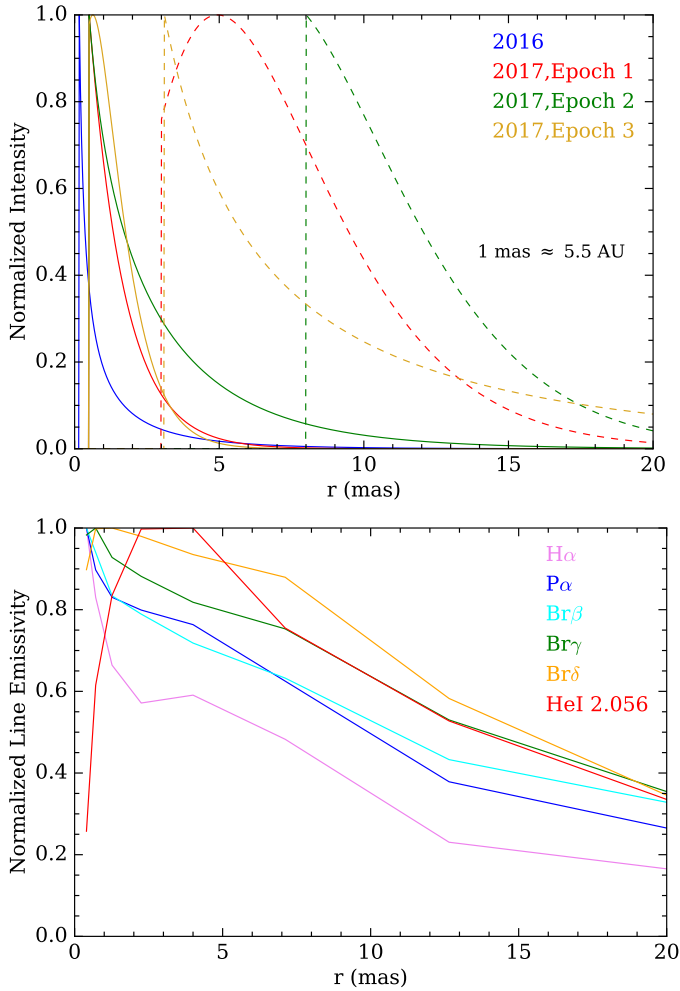 1.0
0.8
0.6
0.4
0.2
0.0
Normalized Intensity
2016
2017,Epoch 1
2017,Epoch 2
2017,Epoch 3
1 mas ≈ 5.5 AU
0 5 10 15 20
r (mas)
1.0
0.8
0.6
0.4
0.2
0.0
Normalized Line Emissivity
Hα
Pα
Brβ
Brγ
Brδ
HeI 2.056
0 5 10 15 20
r (mas)